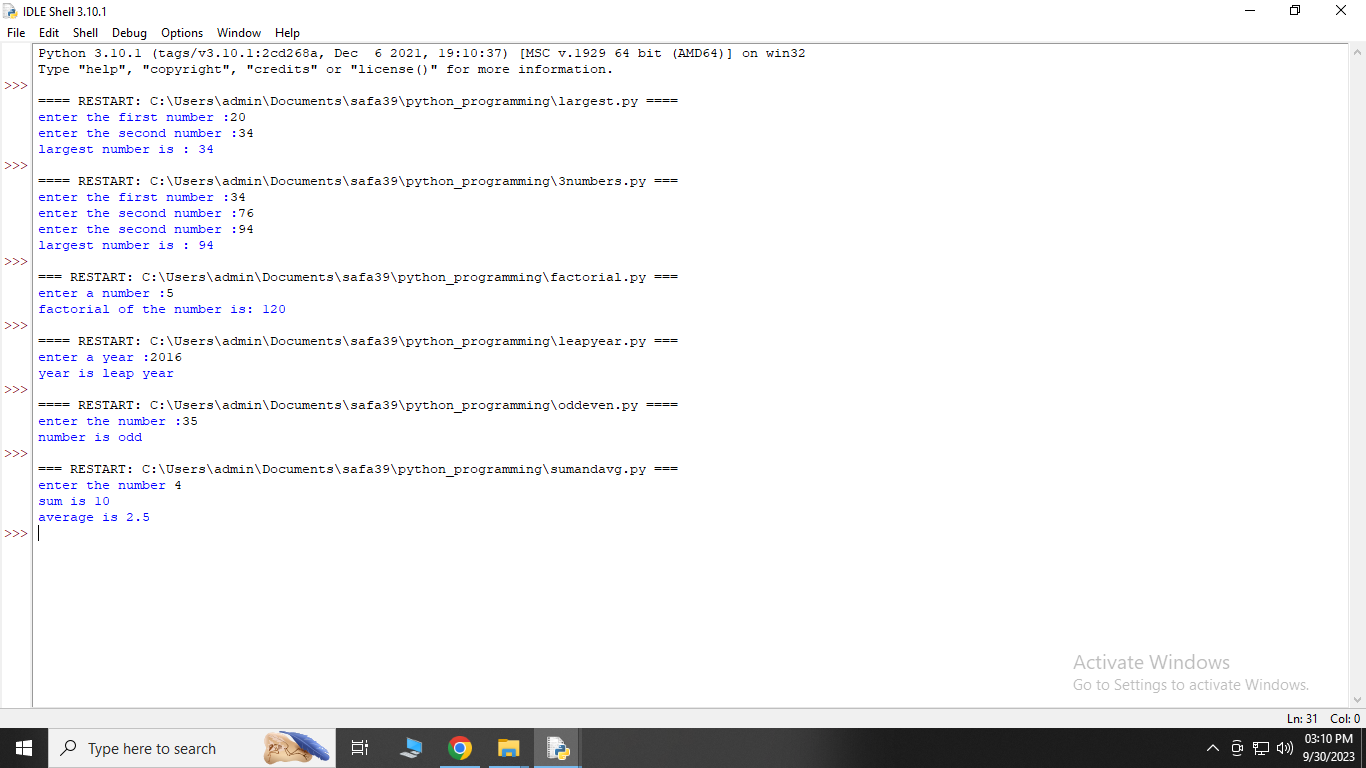 IDLE Shell 3.10.1
File Edit Shell Debug Options Window Help
Python 3.10.1 (tags/v3.10.1:2cd268a, Dec  6 2021, 19:10:37) [MSC v.1929 64 bit (AMD64)] on win32
Type "help", "copyright", "credits" or "license()" for more information.
>>>
==== RESTART: C:\Users\admin\Documents\safa39\python_programming\largest.py ====
enter the first number :20
enter the second number :34
largest number is : 34
>>>
==== RESTART: C:\Users\admin\Documents\safa39\python_programming\3numbers.py ===
enter the first number :34
enter the second number :76
enter the second number :94
largest number is : 94
>>>
=== RESTART: C:\Users\admin\Documents\safa39\python_programming\factorial.py ===
enter a number :5
factorial of the number is: 120
>>>
==== RESTART: C:\Users\admin\Documents\safa39\python_programming\leapyear.py ===
enter a year :2016
year is leap year
>>>
==== RESTART: C:\Users\admin\Documents\safa39\python_programming\oddeven.py ====
enter the number :35
number is odd
>>>
=== RESTART: C:\Users\admin\Documents\safa39\python_programming\sumandavg.py ===
enter the number 4
sum is 10
average is 2.5
>>>
Activate Windows
Go to Settings to activate Windows.
Ln: 31 Col: 0
Type here to search
03:10 PM
9/30/2023